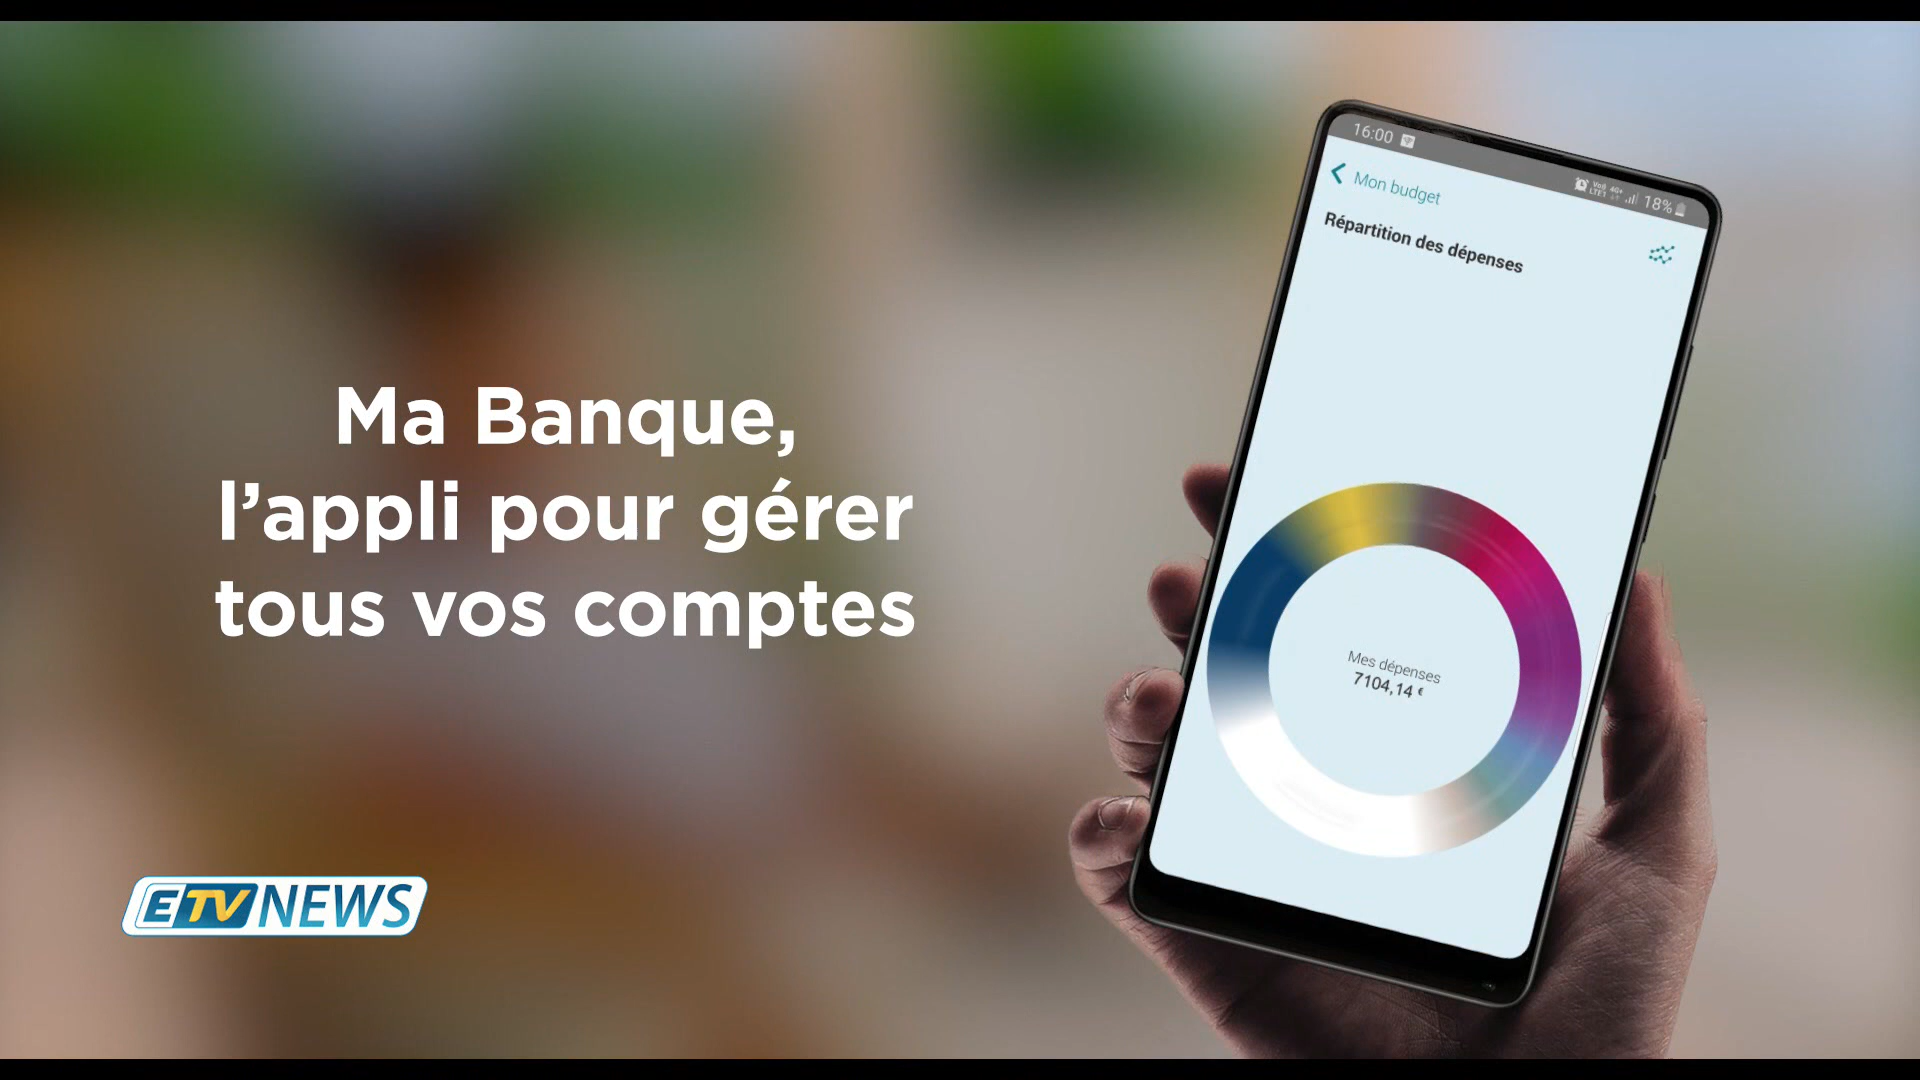 Ma Banque,
l’appli pour gérer
tous vos comptes
ETV NEWS
16:00
18%
Mon budget
Répartition des dépenses
Mes dépenses
7104,14 €